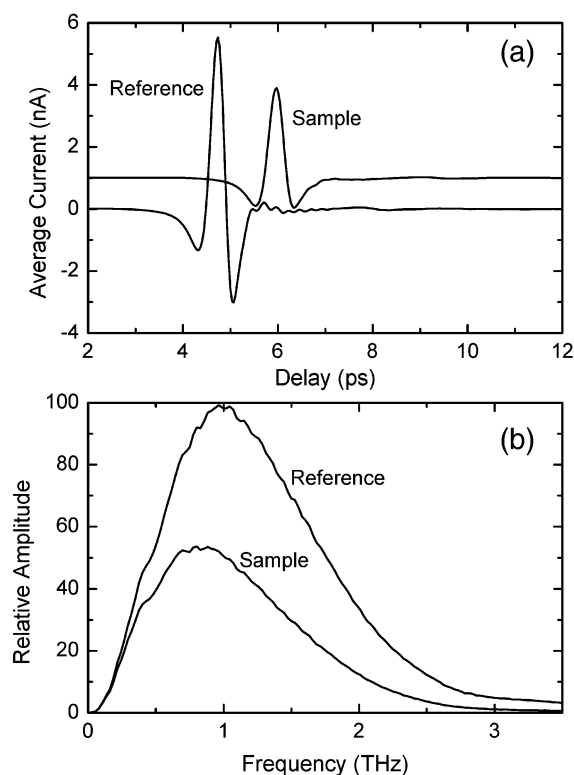 (a)
6
4
2
0
-2
-4
Average Current (nA)
Reference
Sample
2
4
6
8
10
12
Delay (ps)
(b)
100
80
60
40
20
0
Relative Amplitude
Reference
Sample
0
1
2
3
Frequency (THz)